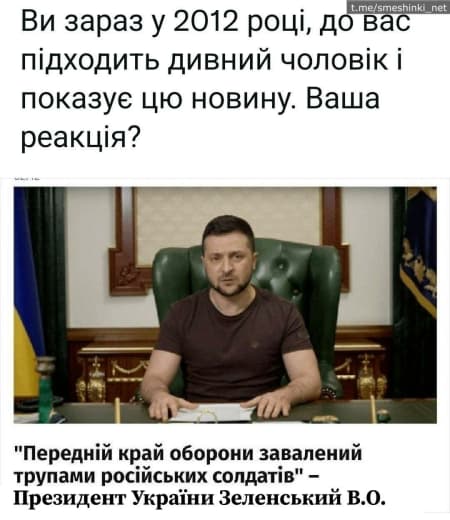 t.me/smeshinki_net
Ви зараз у 2012 році, до вас
підходить дивний чоловік і
показує цю новину. Ваша
реакція?
"Передній край оборони завалений
трупами російських солдатів" –
Президент України Зеленський В.О.